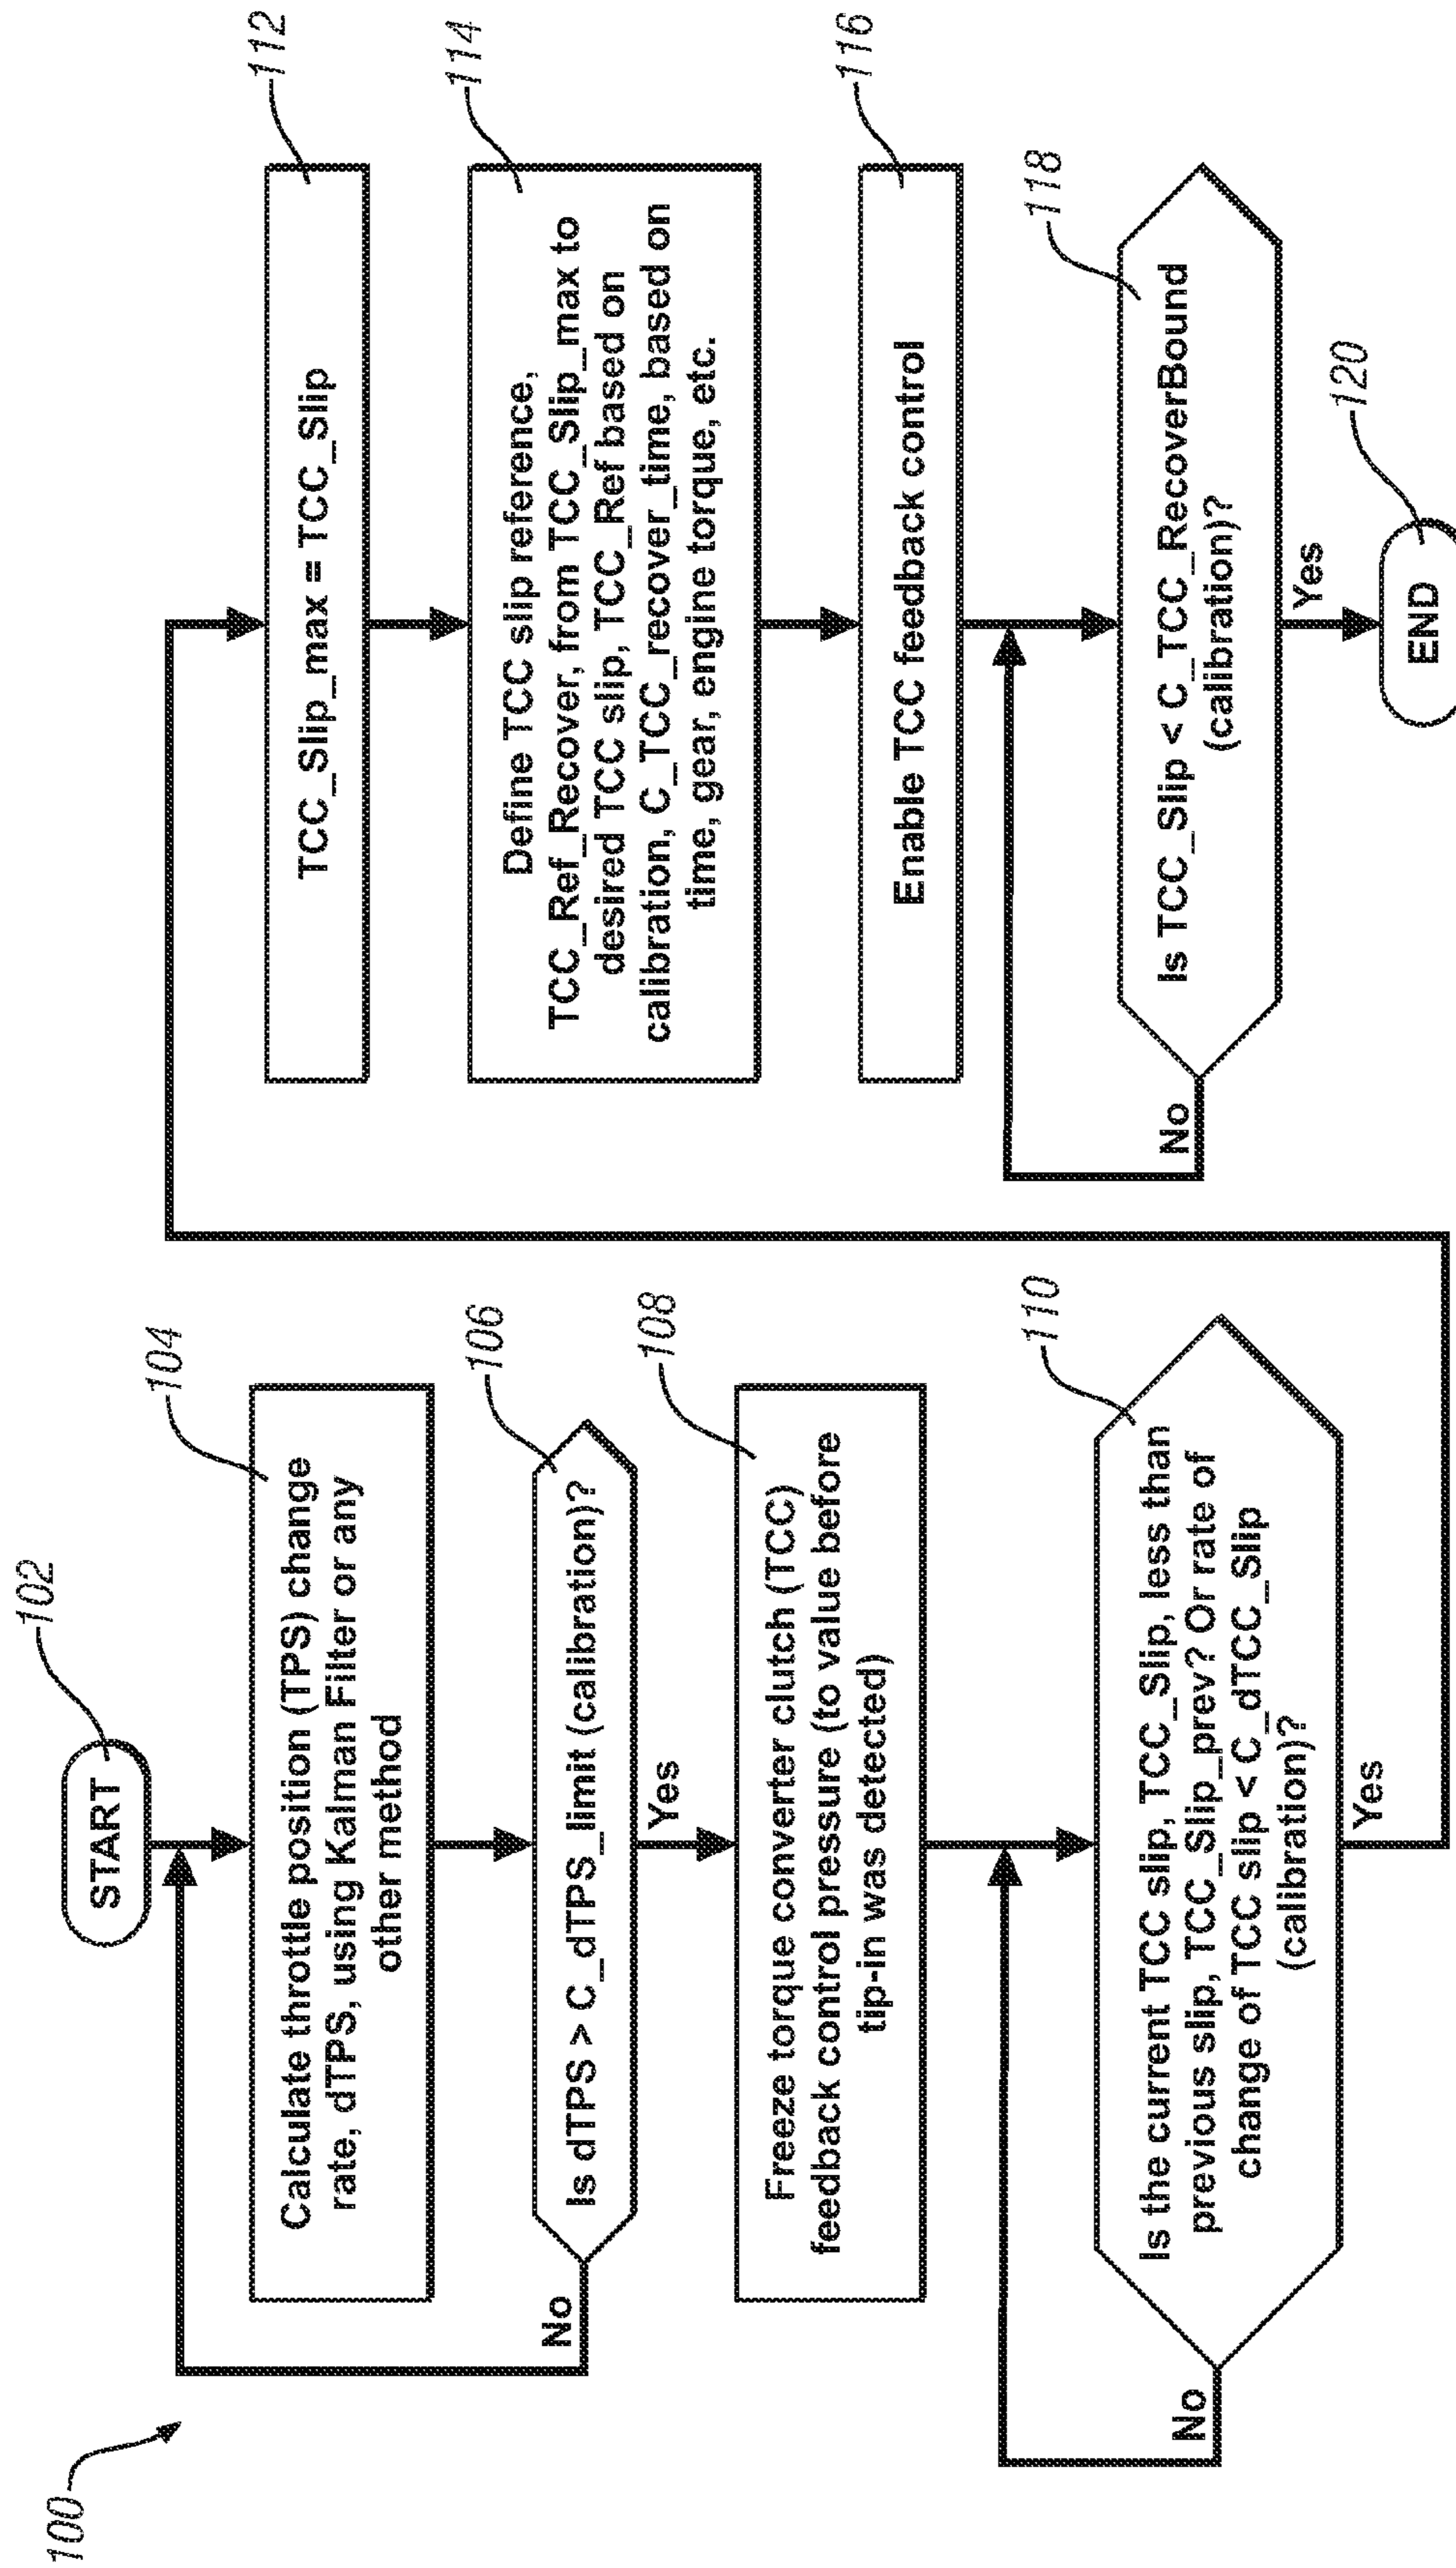 100
START
102
Calculate throttle position (TPS) change
rate, dTPS, using Kalman Filter or any
other method
104
Is dTPS > C_dTPS_limit (calibration)?
106
No
Yes
Freeze torque converter clutch (TCC)
feedback control pressure (to value before
tip-in was detected)
108
Is the current TCC slip, TCC_Slip, less than
previous slip, TCC_Slip_prev? Or rate of
change of TCC slip < C_dTCC_Slip
(calibration)?
110
No
Yes
TCC_Slip_max = TCC_Slip
112
Define TCC slip reference,
TCC_Ref_Recover, from TCC_Slip_max to
desired TCC slip, TCC_Ref based on
calibration, C_TCC_recover_time, based on
time, gear, engine torque, etc.
114
Enable TCC feedback control
116
Is TCC_Slip < C_TCC_RecoverBound
(calibration)?
118
No
Yes
END
120